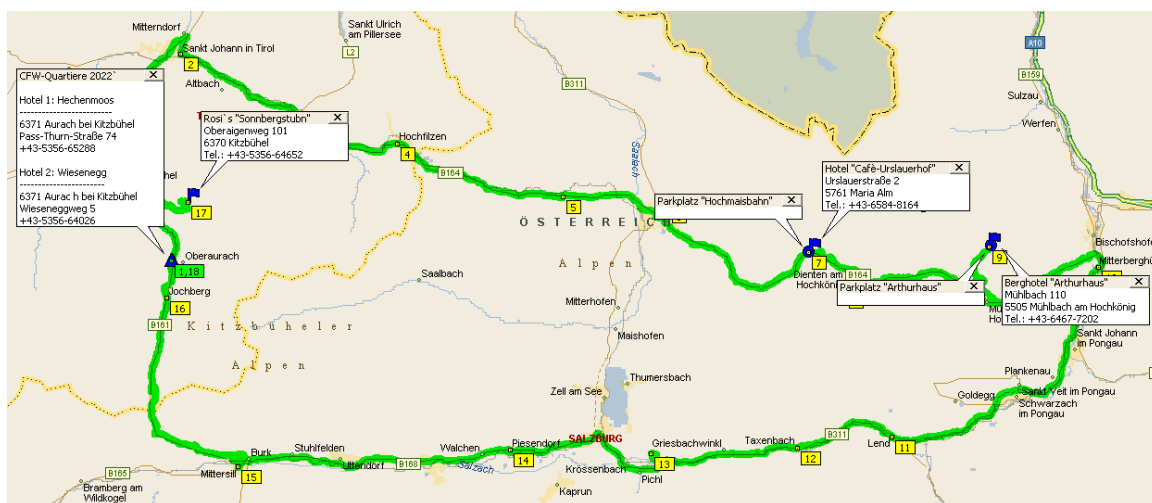 Mitterndorf
Sankt Ulrich
am Pillersee
Sankt Johann in Tirol
2
L2
A10
B159
B311
CFW-Quartiere 2022`
Altbach
Sulzau
Hotel 1: Hechenmoos
6371 Aurach bei Kitzbühel
Pass-Thurn-Straße 74
+43-5356-65288
Hotel 2: Wiesenegg
6371 Aurac h bei Kitzbühel
Wieseneggweg 5
+43-5356-64026
Rosi`s "Sonnbergstubn"
Oberaigenweg 101
6370 Kitzbühel
Tel.: +43-5356-64652
Werfen
Hochfilzen
4
Saalach
B164
Hotel "Cafè-Urslauerhof"
Urslauerstraße 2
5761 Maria Alm
Tel.: +43-6584-8164
hel
17
5
Parkplatz "Hochmaisbahn"
ÖSTERREICH
Bischofshofe
Oberaurach
1,18
Alpen
7
9
Mitterberghü
Saalbach
Dienten am
Hochköni
B164
Parkplatz "Arthurhaus"
Berghotel "Arthurhaus"
Mühlbach 110
5505 Mühlbach am Hochkönig
Tel.: +43-6467-7202
Jochberg
16
Mitterhofen
B161
Kitzbüheler
Alpen
Maishofen
Sankt Johann
im Pongau
Zell am See
Thumersbach
Plankenau
Goldegg
Sankt Veit im Pongau
Schwarzach
im Pongau
SALZBURG
Burk
Stuhlfelden
Walchen
Piesendorf
Griesbachwinkl
Taxenbach
B311
Lend
11
14
13
12
Mittersill
15
Uttendorf
B168
Salzach
Krössenbach
Pichl
B165
Bramberg am
Wildkogel
Kaprun